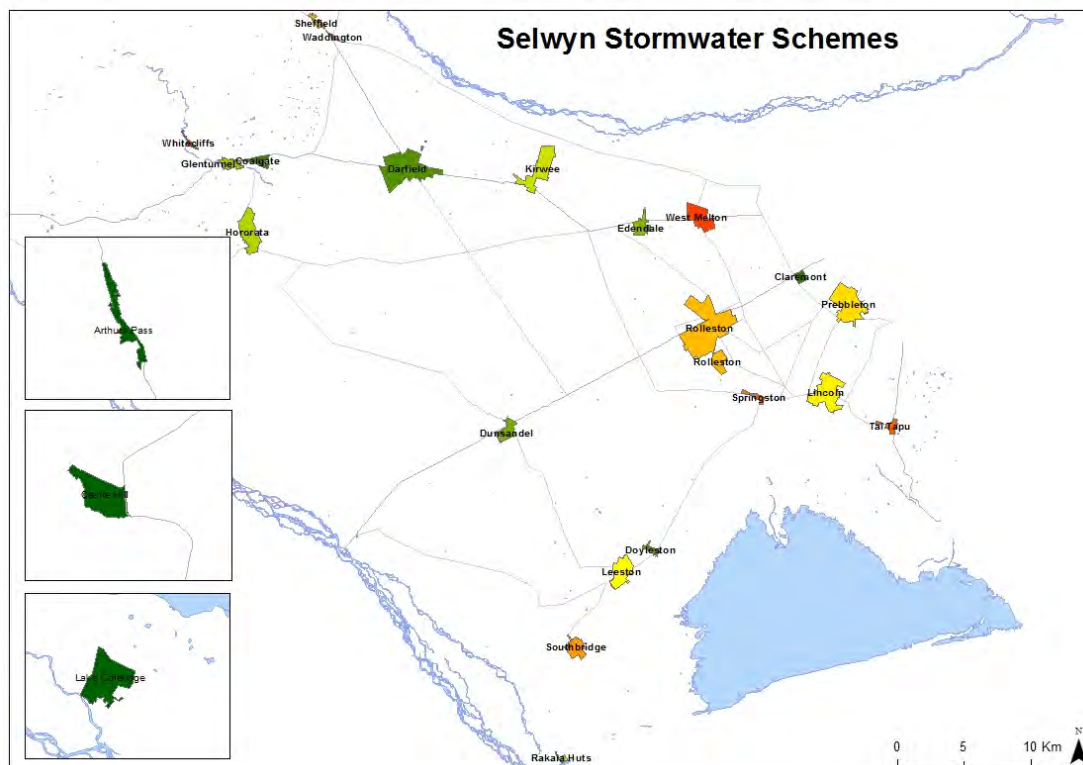 Selwyn Stormwater Schemes
Sheffield
Waddington
Whitecliffs
Glentunnel
Coalgate
Darfield
Kirwee
Hororata
Edendale
West Melton
Claremont
Prebbleton
Rolleston
Rolleston
Springston
Lincoln
Tai Tapu
Dunsandel
Doyleston
Leeston
Southbridge
Rakaia Huts
Arthurs Pass
Castle Hill
Lake Coleridge
N
0 5 10 Km